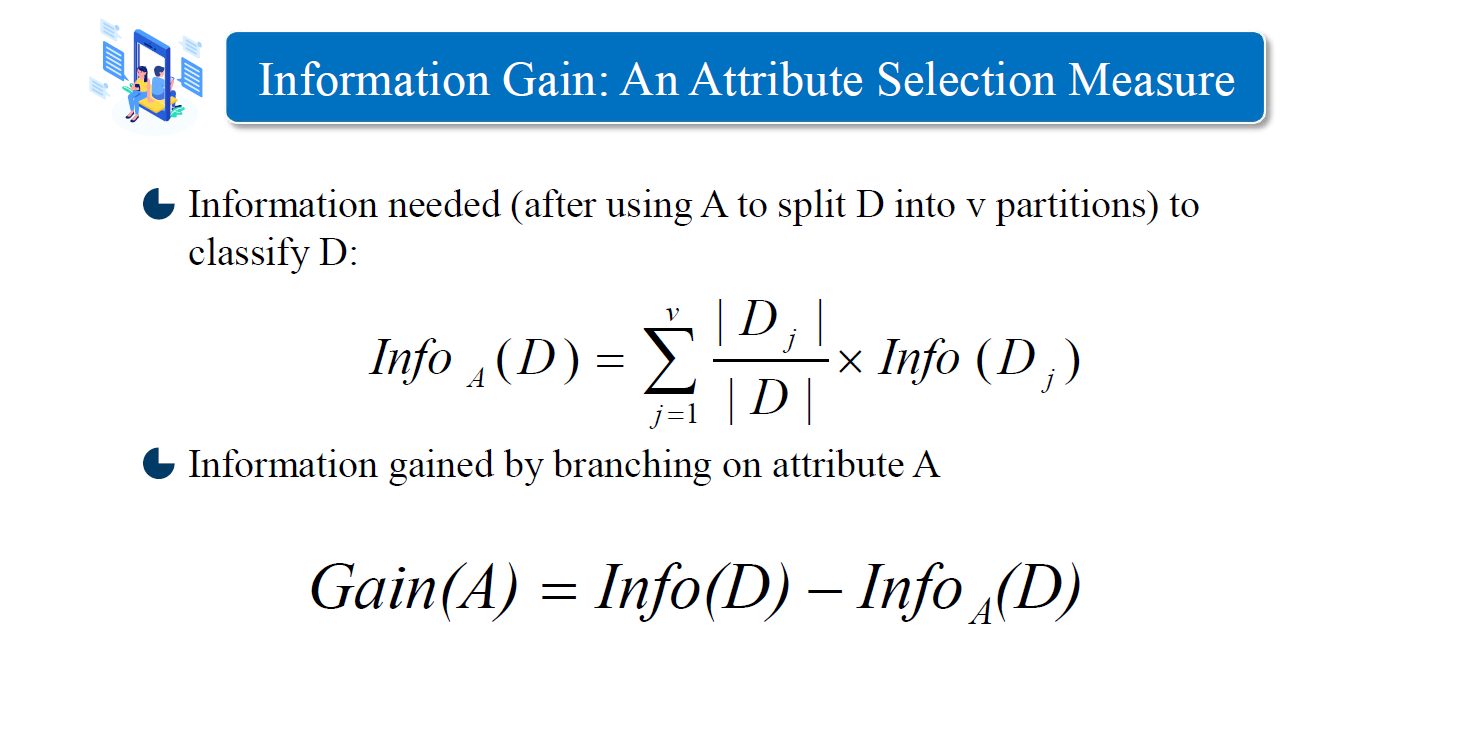 Information Gain: An Attribute Selection Measure
Information needed (after using A to split D into v partitions) to
classify D:
Info_A(D) = \sum_{j=1}^{v} \frac{|D_j|}{|D|} × Info(D_j)
Information gained by branching on attribute A
Gain(A) = Info(D) – Info_A(D)